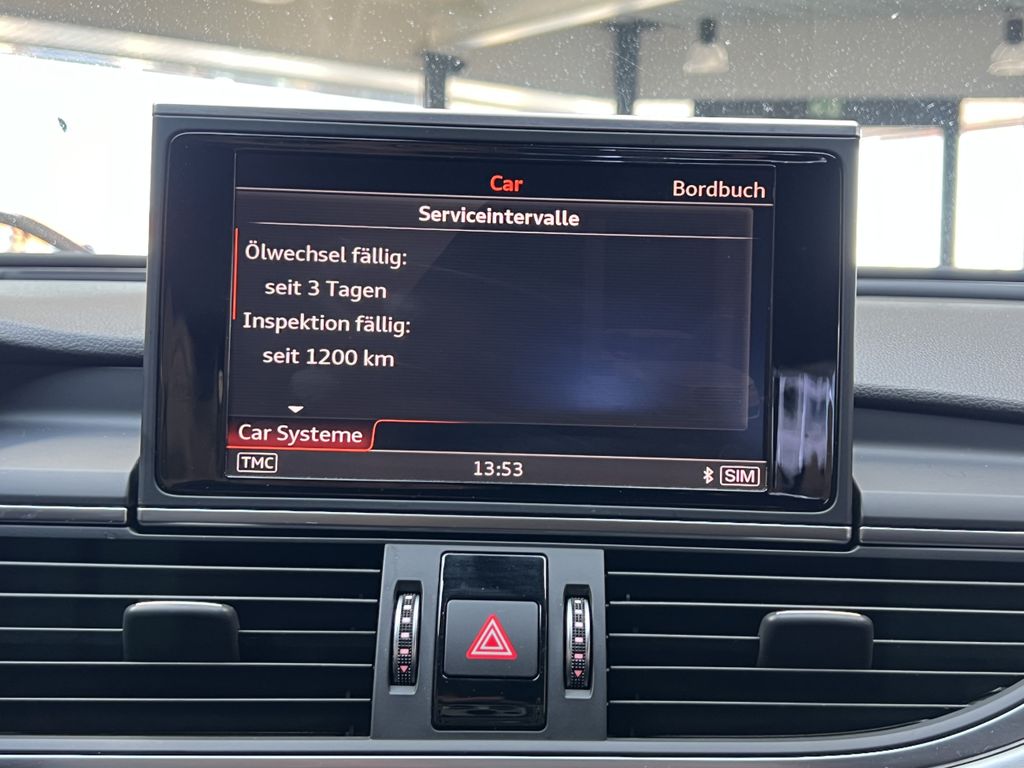 Car
Bordbuch
Serviceintervalle
Ölwechsel fällig:
seit 3 Tagen
Inspektion fällig:
seit 1200 km
Car Systeme
TMC
13:53
SIM